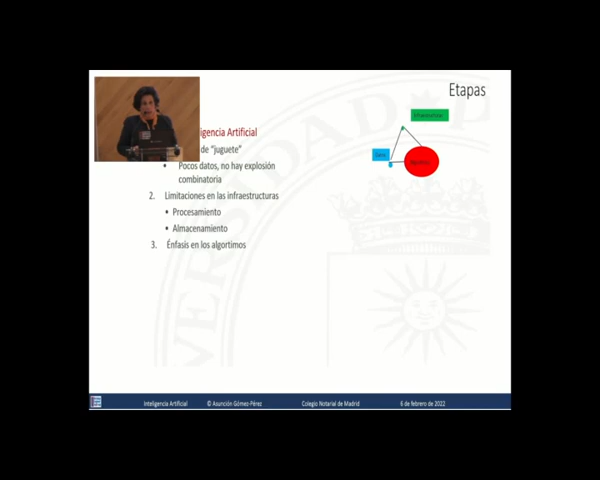 Etapas
Infraestructuras
ligencia Artificial
de "juguete"
• Pocos datos, no hay explosión
combinatoria
2. Limitaciones en las infraestructuras
• Procesamiento
• Almacenamiento
3. Énfasis en los algortimos
Inteligencia Artificial © Asunción Gómez-Pérez Colegio Notarial de Madrid 6 de febrero de 2022